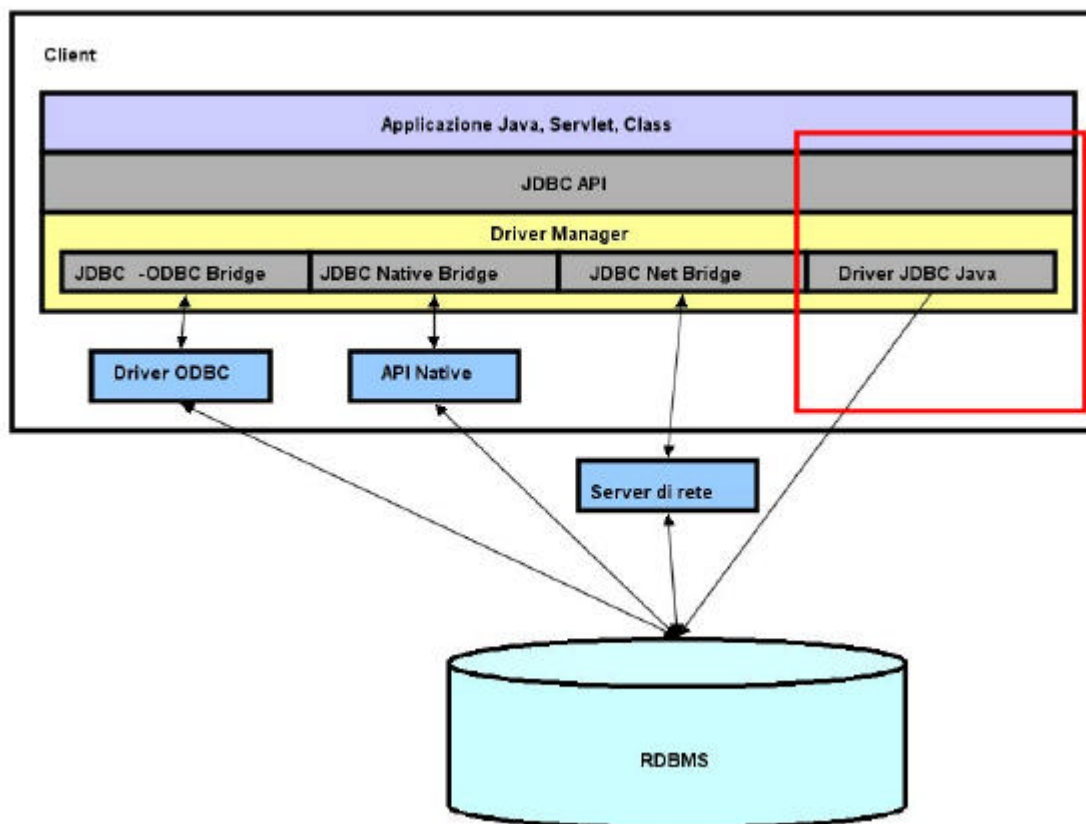 Client
Applicazione Java, Servlet, Class
JDBC API
Driver Manager
JDBC -ODBC Bridge
JDBC Native Bridge
JDBC Net Bridge
Driver JDBC Java
Driver ODBC
API Native
Server di rete
RDBMS